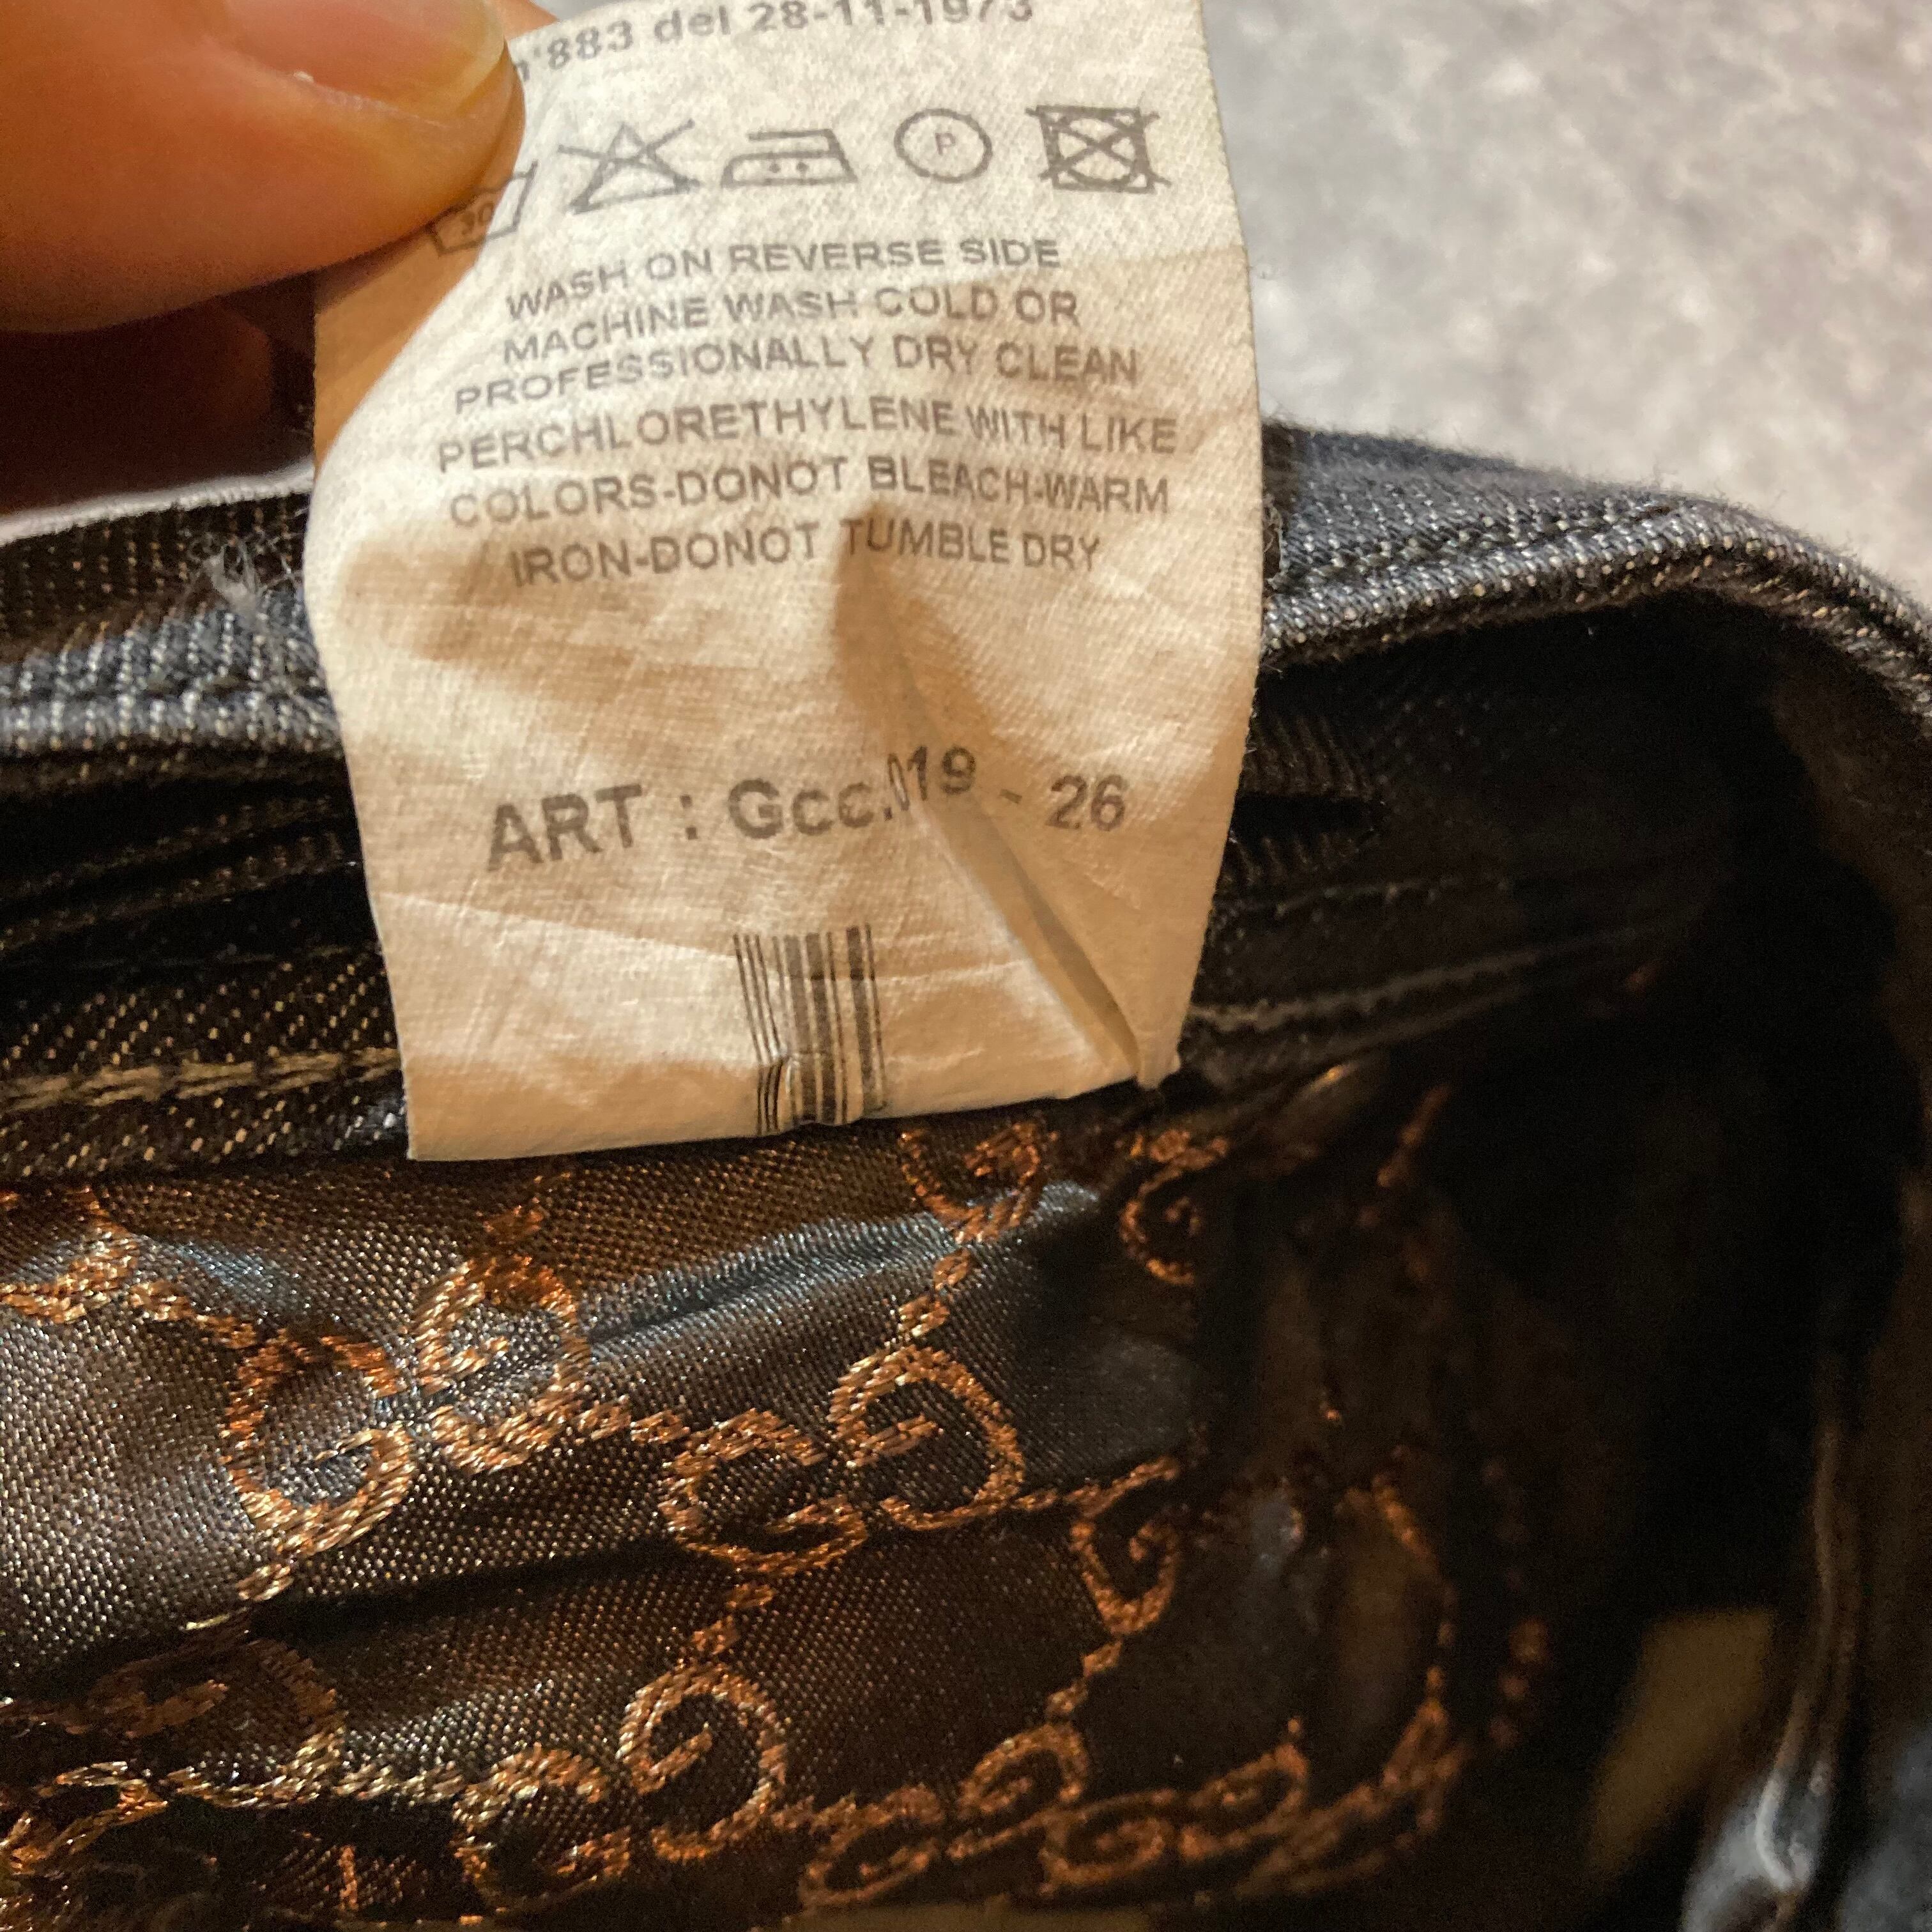 n°883 del 28-11-1973
30 P
WASH ON REVERSE SIDE
MACHINE WASH COLD OR
PROFESSIONALLY DRY CLEAN
PERCHLORETHYLENE WITH LIKE
COLORS-DONOT BLEACH-WARM
IRON-DONOT TUMBLE DRY
ART : Gcc.019 - 26